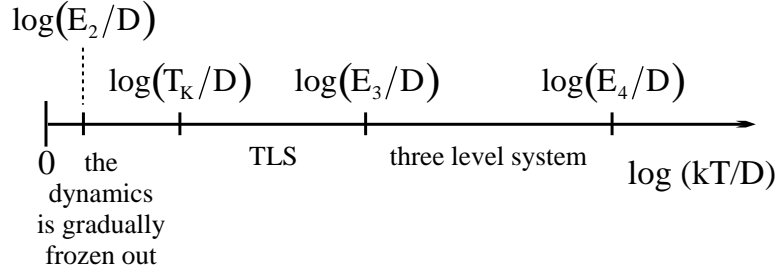 log(E₂/D)
log(T_K/D) log(E₃/D) log(E₄/D)
0 the TLS three level system log (kT/D)
dynamics
is gradually
frozen out